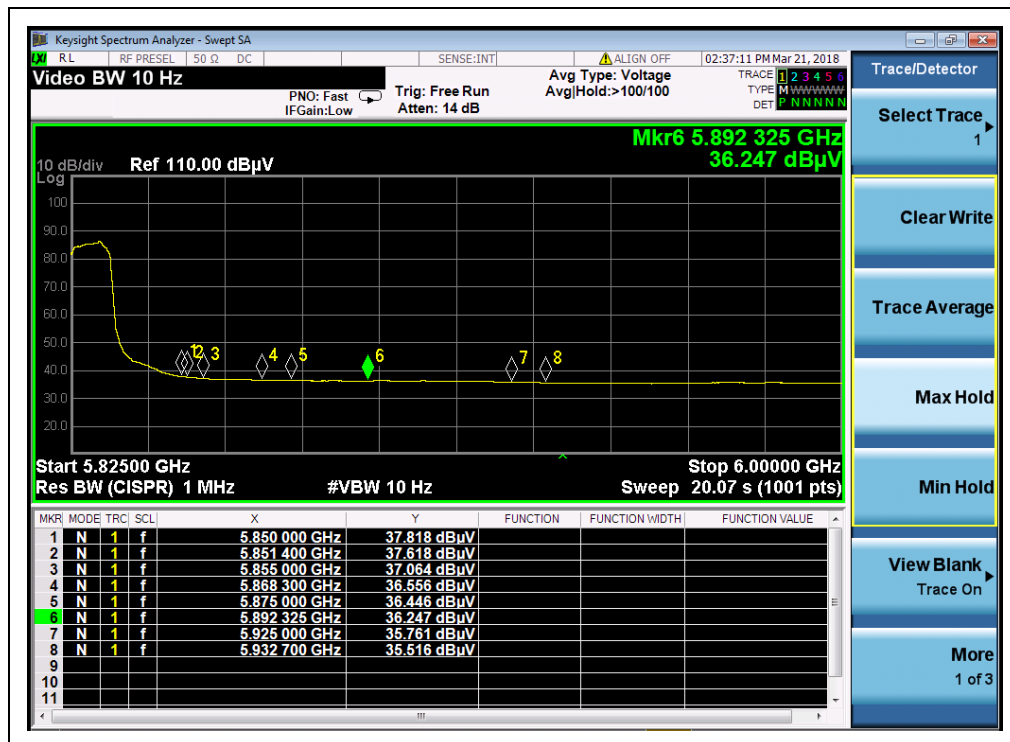 Keysight Spectrum Analyzer - Swept SA
LXI RL RF PRESEL 50 Ω DC SENSE:INT ALIGN OFF 02:37:11 PM Mar 21, 2018
Video BW 10 Hz
PNO: Fast
IFGain:Low
Trig: Free Run
Atten: 14 dB
Avg Type: Voltage
Avg|Hold:>100/100
TRACE 1 2 3 4 5 6
TYPE M W W W W W
DET P N N N N N
Mkr6 5.892 325 GHz
36.247 dBµV
10 dB/div Ref 110.00 dBµV
Log
100
90.0
80.0
70.0
60.0
50.0
40.0
30.0
20.0
1 2 3 4 5 6 7 8
Start 5.82500 GHz Stop 6.00000 GHz
Res BW (CISPR) 1 MHz #VBW 10 Hz Sweep 20.07 s (1001 pts)
MKR MODE TRC SCL X Y FUNCTION FUNCTION WIDTH FUNCTION VALUE
1 N 1 f 5.850 000 GHz 37.818 dBµV
2 N 1 f 5.851 400 GHz 37.618 dBµV
3 N 1 f 5.855 000 GHz 37.064 dBµV
4 N 1 f 5.868 300 GHz 36.556 dBµV
5 N 1 f 5.875 000 GHz 36.446 dBµV
6 N 1 f 5.892 325 GHz 36.247 dBµV
7 N 1 f 5.925 000 GHz 35.761 dBµV
8 N 1 f 5.932 700 GHz 35.516 dBµV
9
10
11
Trace/Detector
Select Trace
1
Clear Write
Trace Average
Max Hold
Min Hold
View Blank
Trace On
More
1 of 3